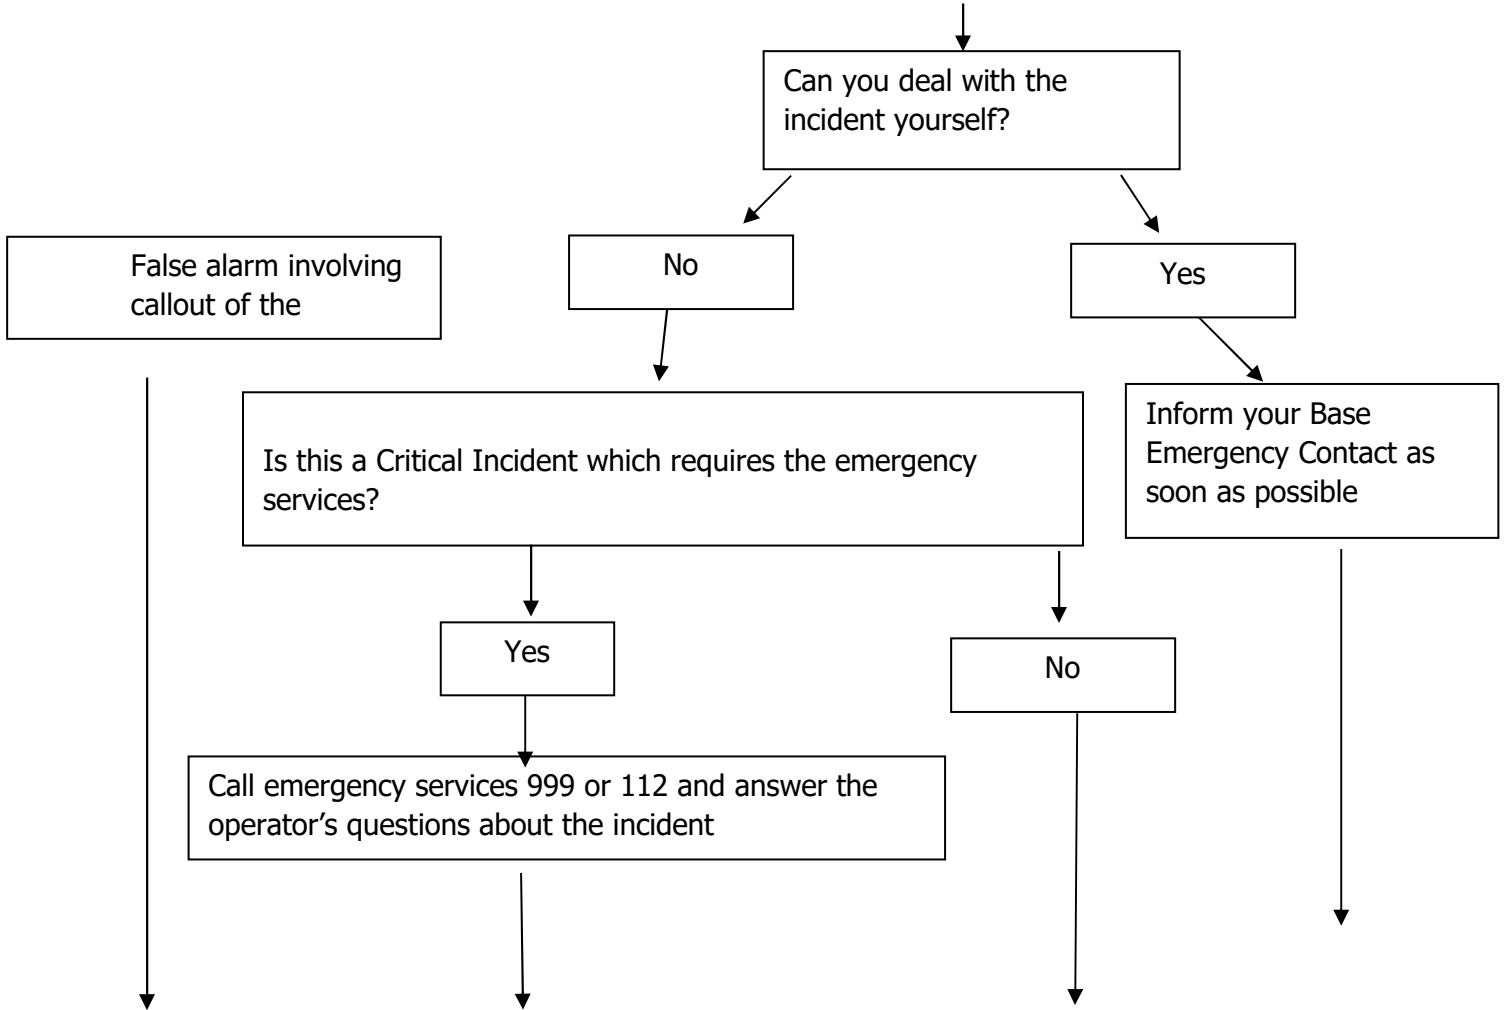 Can you deal with the
incident yourself?
False alarm involving
callout of the
No
Yes
Is this a Critical Incident which requires the emergency
services?
Inform your Base
Emergency Contact as
soon as possible
Yes
No
Call emergency services 999 or 112 and answer the
operator’s questions about the incident